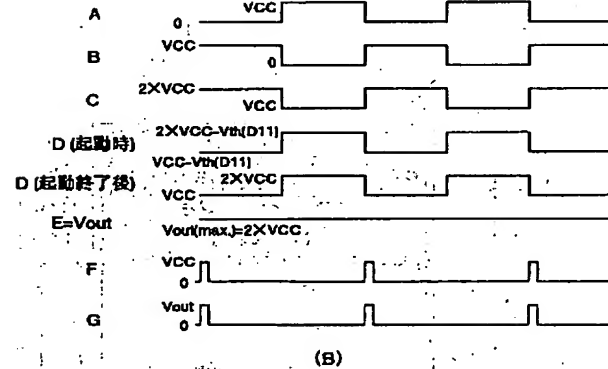 A VCC
0
B VCC
0
C 2×VCC
VCC
D (起動時) 2×VCC-Vth(D11)
VCC-Vth(D11)
D (起動終了後) 2×VCC
VCC
E=Vout
Vout(max.)=2×VCC
F VCC
0
G Vout
0
(B)